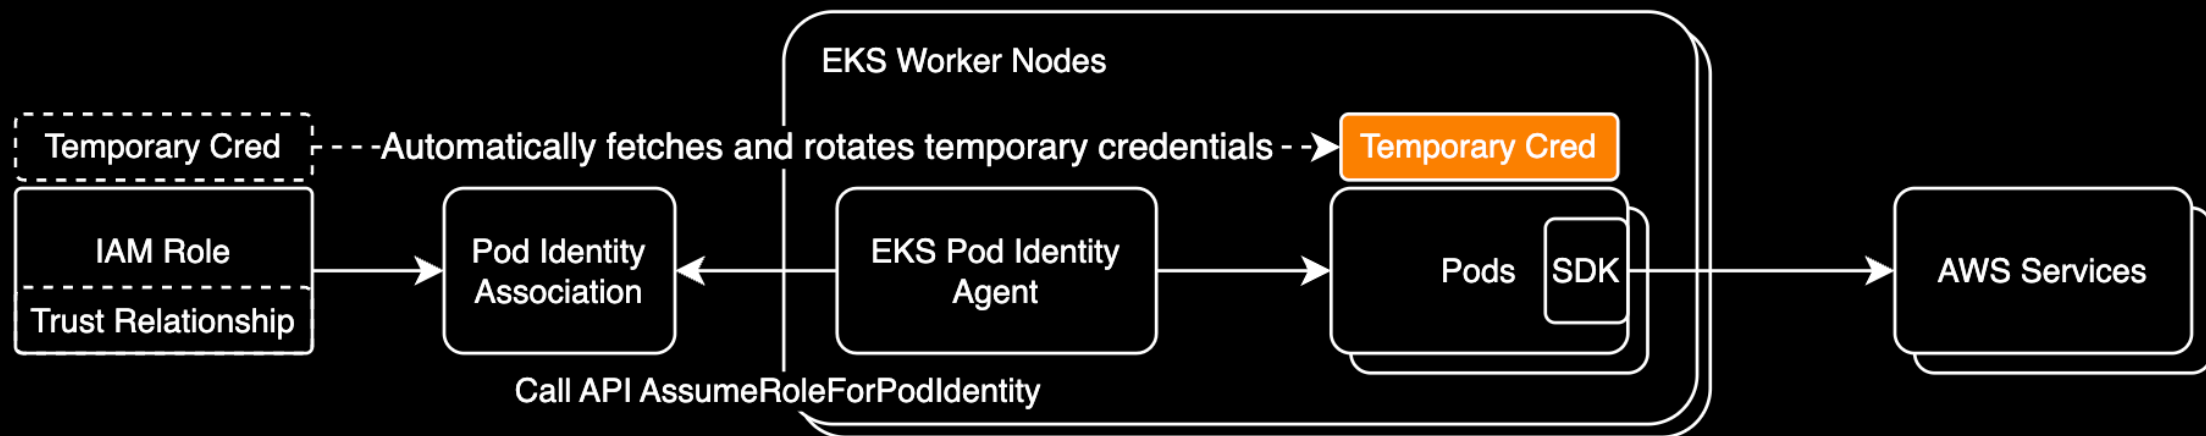 EKS Worker Nodes
Temporary Cred
Automatically fetches and rotates temporary credentials
Temporary Cred
IAM Role
Trust Relationship
Pod Identity
Association
EKS Pod Identity
Agent
Pods
SDK
AWS Services
Call API AssumeRoleForPodIdentity